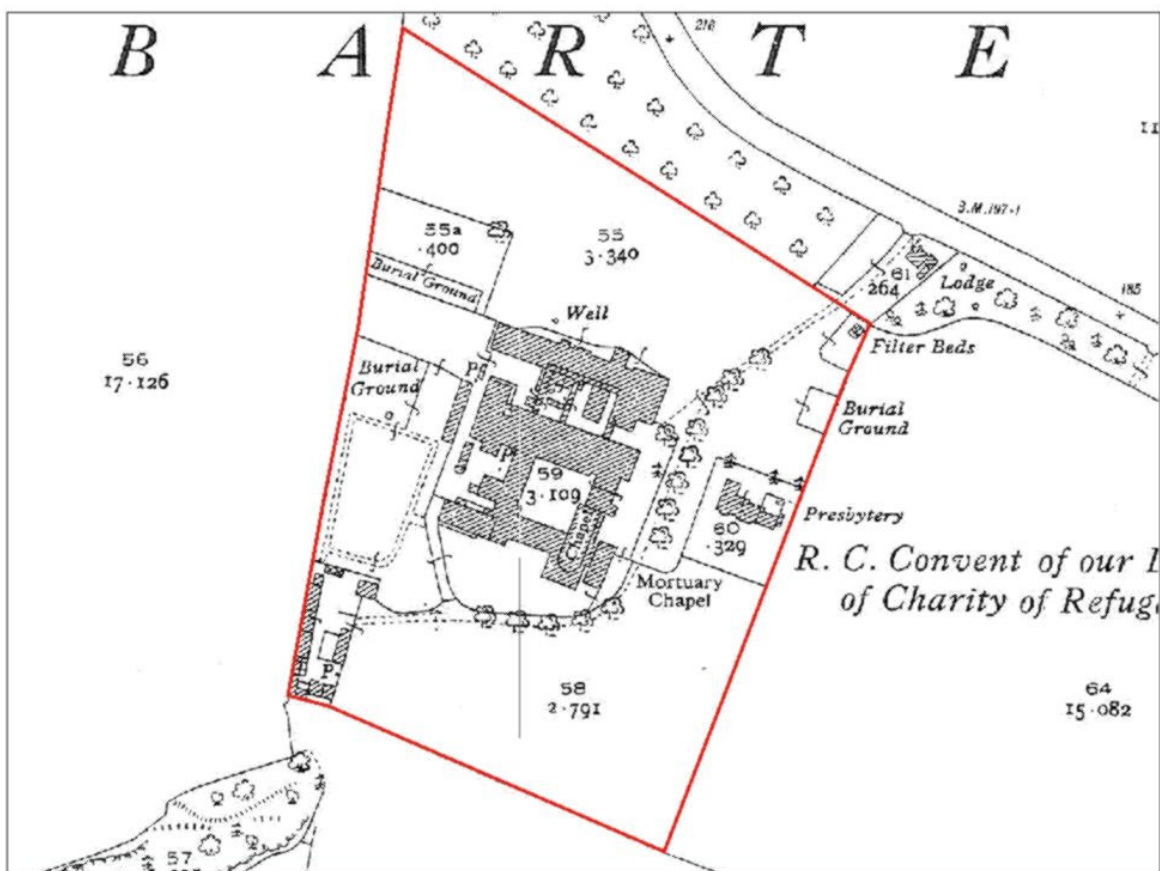 B A R T E
216
11
B.M.197·1
55a
·400
55
3·340
Burial Ground
61
264
Lodge
185
Well
Filter Beds
56
17·126
Burial
Ground
P
Burial
Ground
P
59
3·109
Chapel
Presbytery
60
·329
R. C. Convent of our L
of Charity of Refug
Mortuary
Chapel
P
58
2·791
64
15·082
57